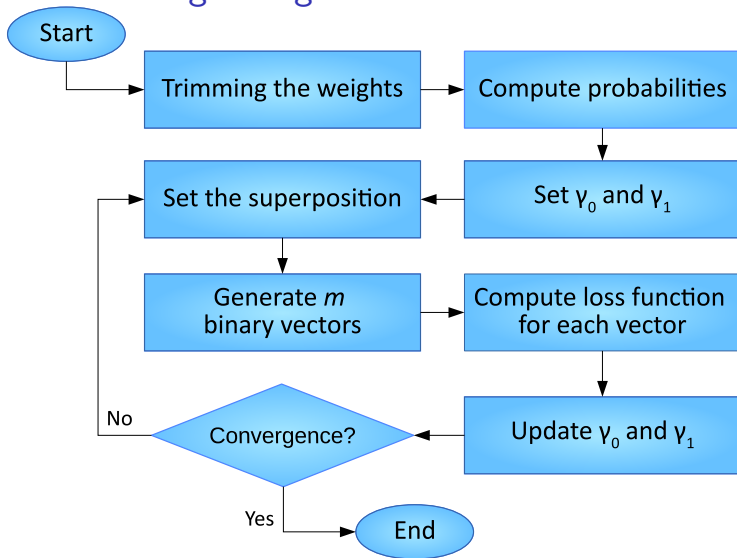 Start
Trimming the weights
Compute probabilities
Set the superposition
Set γ₀ and γ₁
Generate m
binary vectors
Compute loss function
for each vector
Update γ₀ and γ₁
Convergence?
No
Yes
End